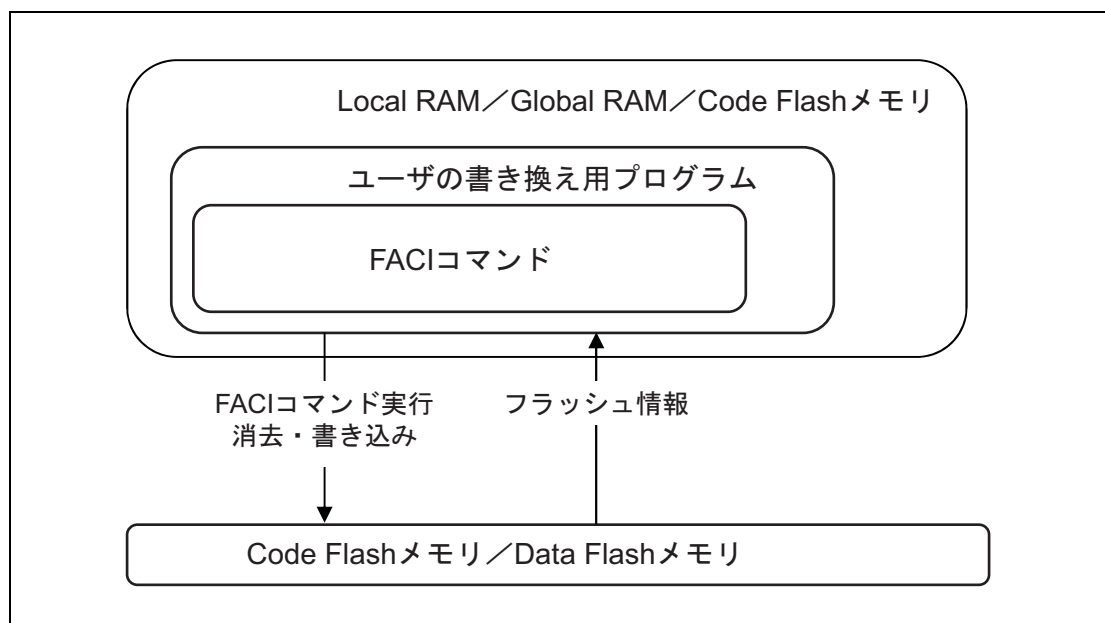 Local RAM／Global RAM／Code Flashメモリ
ユーザの書き換え用プログラム
FACIコマンド
FACIコマンド実行
消去・書き込み
フラッシュ情報
Code Flashメモリ／Data Flashメモリ